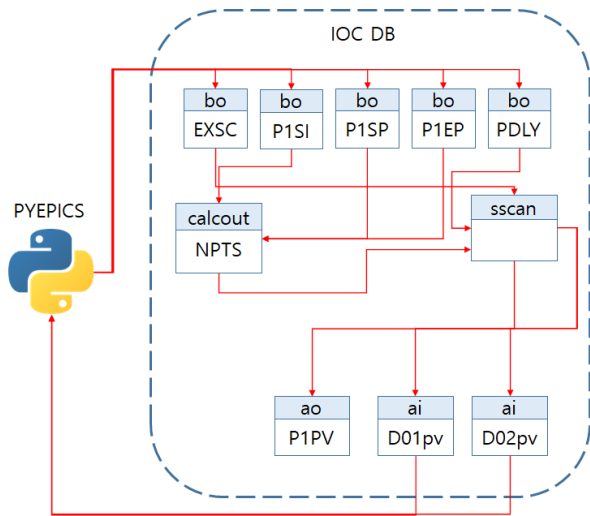 IOC DB
bo bo bo bo bo
EXSC P1SI P1SP P1EP PDLY
PYEPICS
calcout sscan
NPTS
ao ai ai
P1PV D01pv D02pv